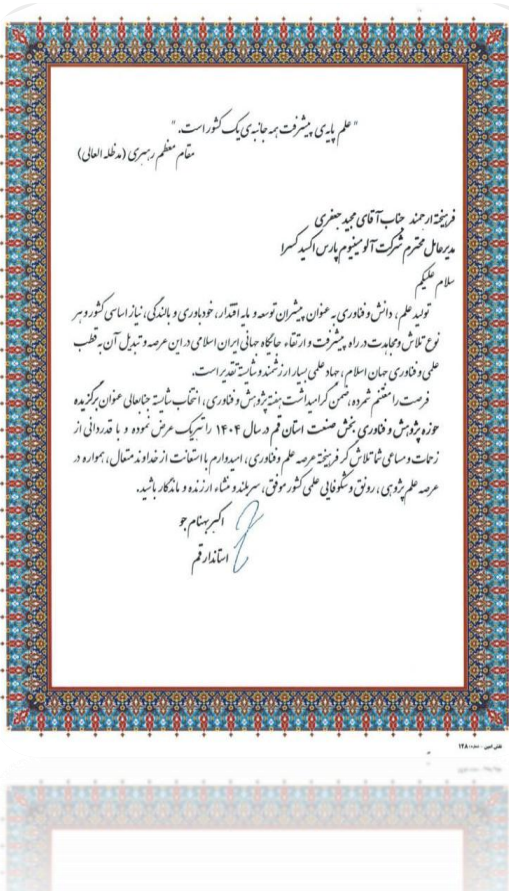 "علم پایه‌ی پیشرفت همه جانبه‌ی یک کشور است."
مقام معظم رهبری (مدظله العالی)
فرهیخته ارجمند جناب آقای مجید جعفری
مدیرعامل محترم شرکت آلومینیوم پارس اکسید کسرا
سلام علیکم
تولید علم، دانش و فناوری به عنوان پیشران توسعه و مایه اقتدار، خودباوری و بالندگی، نیاز اساسی کشور و هر
نوع تلاش و مجاهدت در راه پیشرفت و ارتقاء جایگاه جهانی ایران اسلامی در این عرصه و تبدیل آن به قطب
علمی و فناوری جهان اسلام، جهاد علمی بسیار ارزشمند و شایسته تقدیر است.
فرصت را مغتنم شمرده، ضمن گرامیداشت هفته پژوهش و فناوری، انتخاب شایسته جنابعالی عنوان برگزیده
حوزه پژوهش و فناوری بخش صنعت استان قم در سال ۱۴۰۴ را تبریک عرض نموده و با قدردانی از
زحمات و مساعی شما تلاش گر فرهیخته عرصه علم و فناوری، امیدوارم با استعانت از خداوند متعال، همواره در
عرصه علم پژوهی، رونق و شکوفایی علمی کشور موفق، سربلند و منشاء ارزنده و ماندگار باشید.
اکبر بهنام جو
استاندار قم
نقش امین - شماره: ۱۴۸